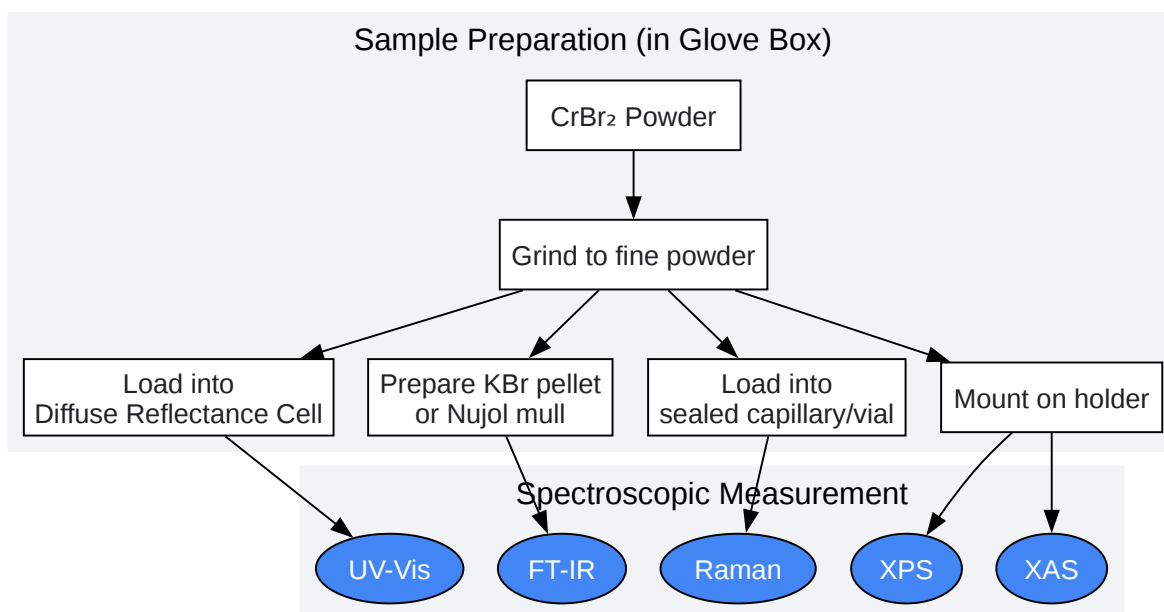 Sample Preparation (in Glove Box)
CrBr₂ Powder
Grind to fine powder
Load into
Diffuse Reflectance Cell
Prepare KBr pellet
or Nujol mull
Load into
sealed capillary/vial
Mount on holder
Spectroscopic Measurement
UV-Vis
FT-IR
Raman
XPS
XAS